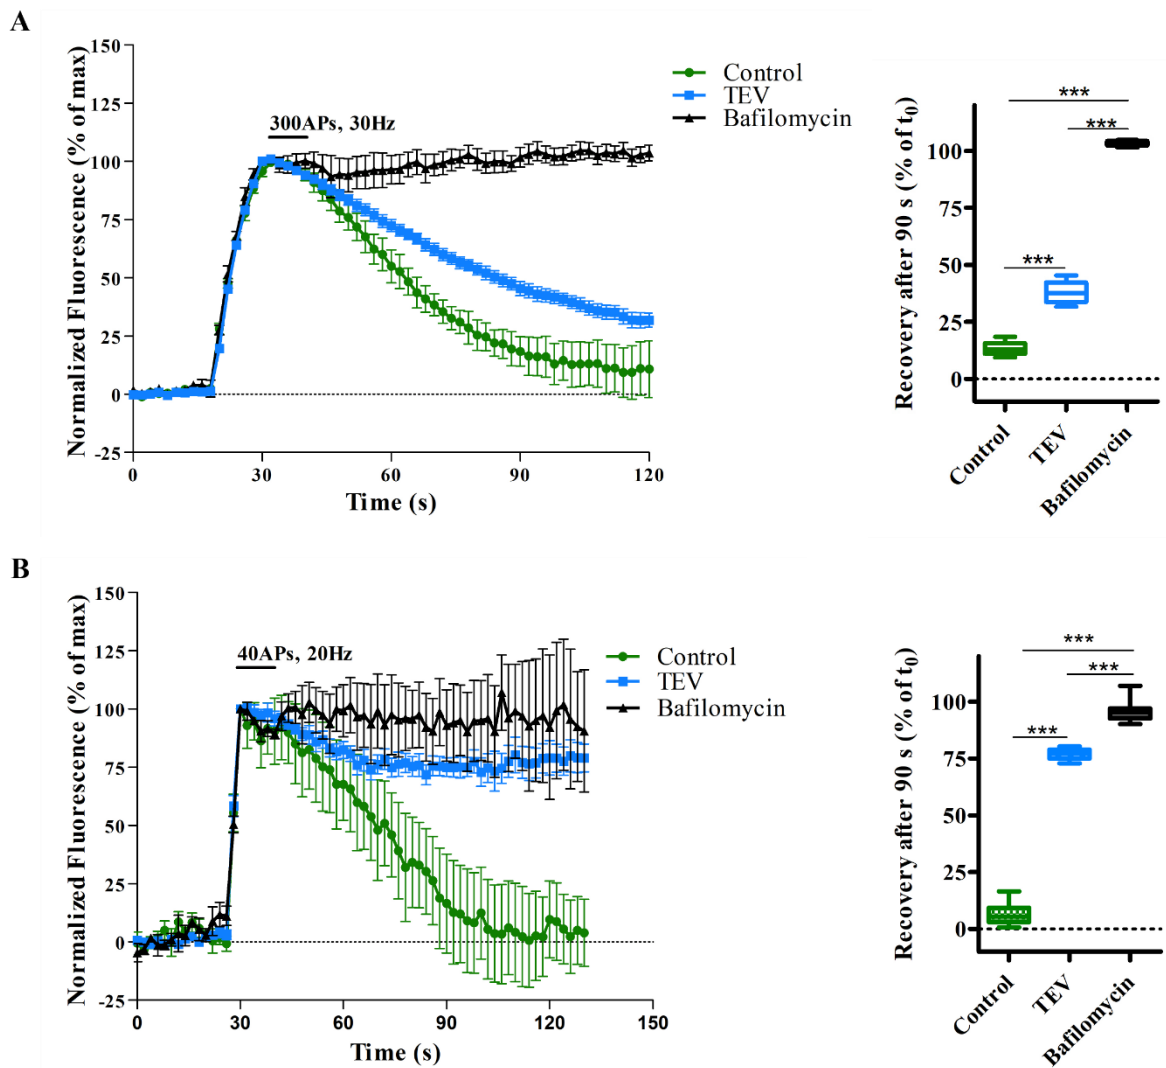 A
Normalized Fluorescence (% of max)
150
125
100
75
50
25
0
-25
300APs, 30Hz
Control
TEV
Bafilomycin
0
30
60
90
120
Time (s)
Recovery after 90 s (% of t0)
100
50
25
0
***
***
***
Control
TEV
Bafilomycin
B
Normalized Fluorescence (% of max)
150
125
100
75
50
25
0
-25
40APs, 20Hz
Control
TEV
Bafilomycin
0
30
60
90
120
150
Time (s)
Recovery after 90 s (% of t0)
100
75
50
25
0
***
***
***
Control
TEV
Bafilomycin